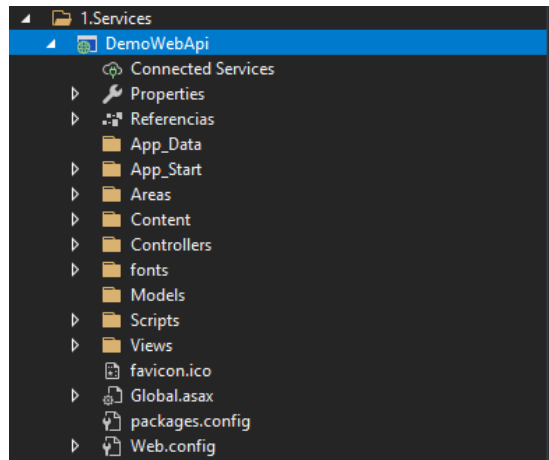 1.Services
DemoWebApi
Connected Services
Properties
Referencias
App_Data
App_Start
Areas
Content
Controllers
fonts
Models
Scripts
Views
favicon.ico
Global.asax
packages.config
Web.config